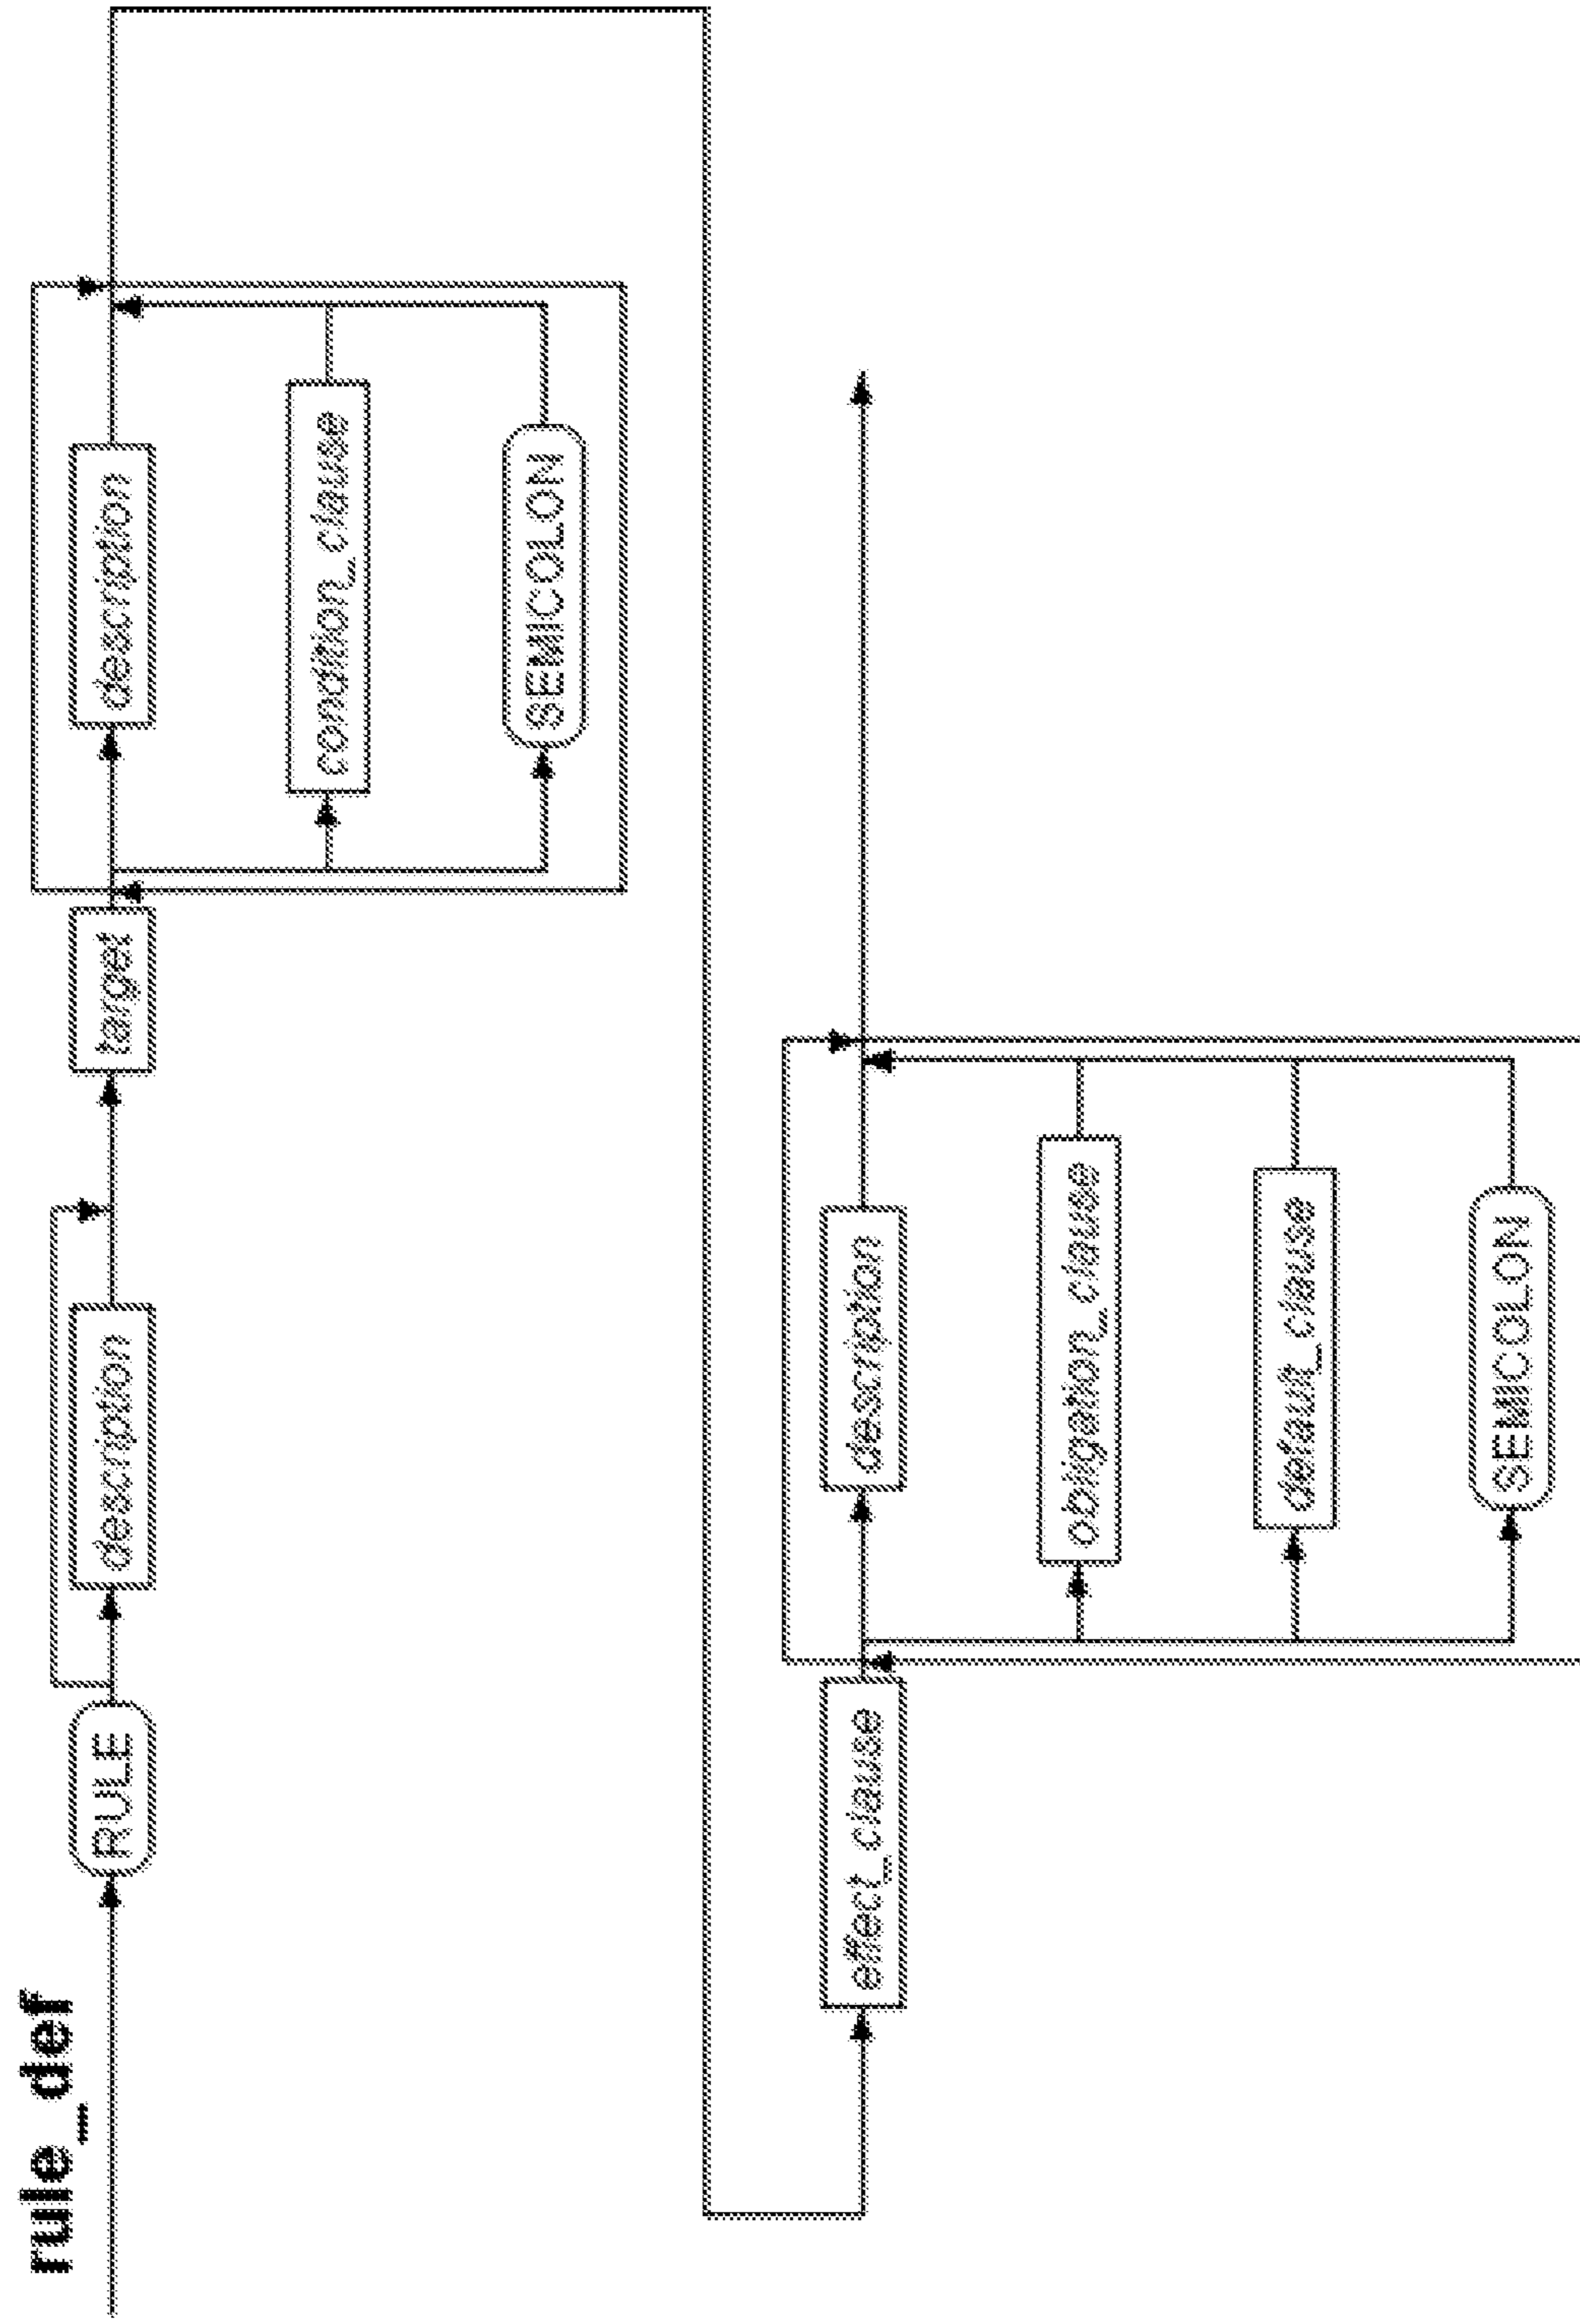 rule_def
RULE
description
target
description
condition_clause
SEMICOLON
effect_clause
description
obligation_clause
default_clause
SEMICOLON